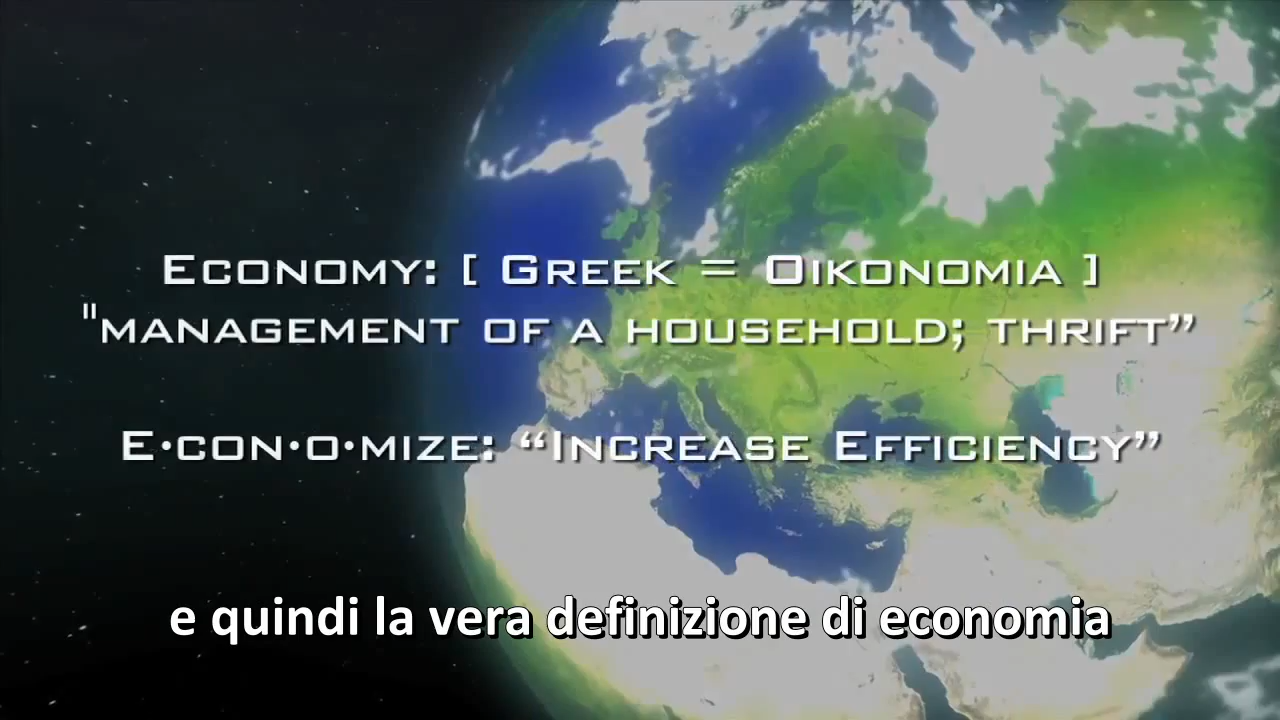 Economy: [ Greek = Oikonomia ]
"management of a household; thrift”
E·con·o·mize: “Increase Efficiency”
e quindi la vera definizione di economia